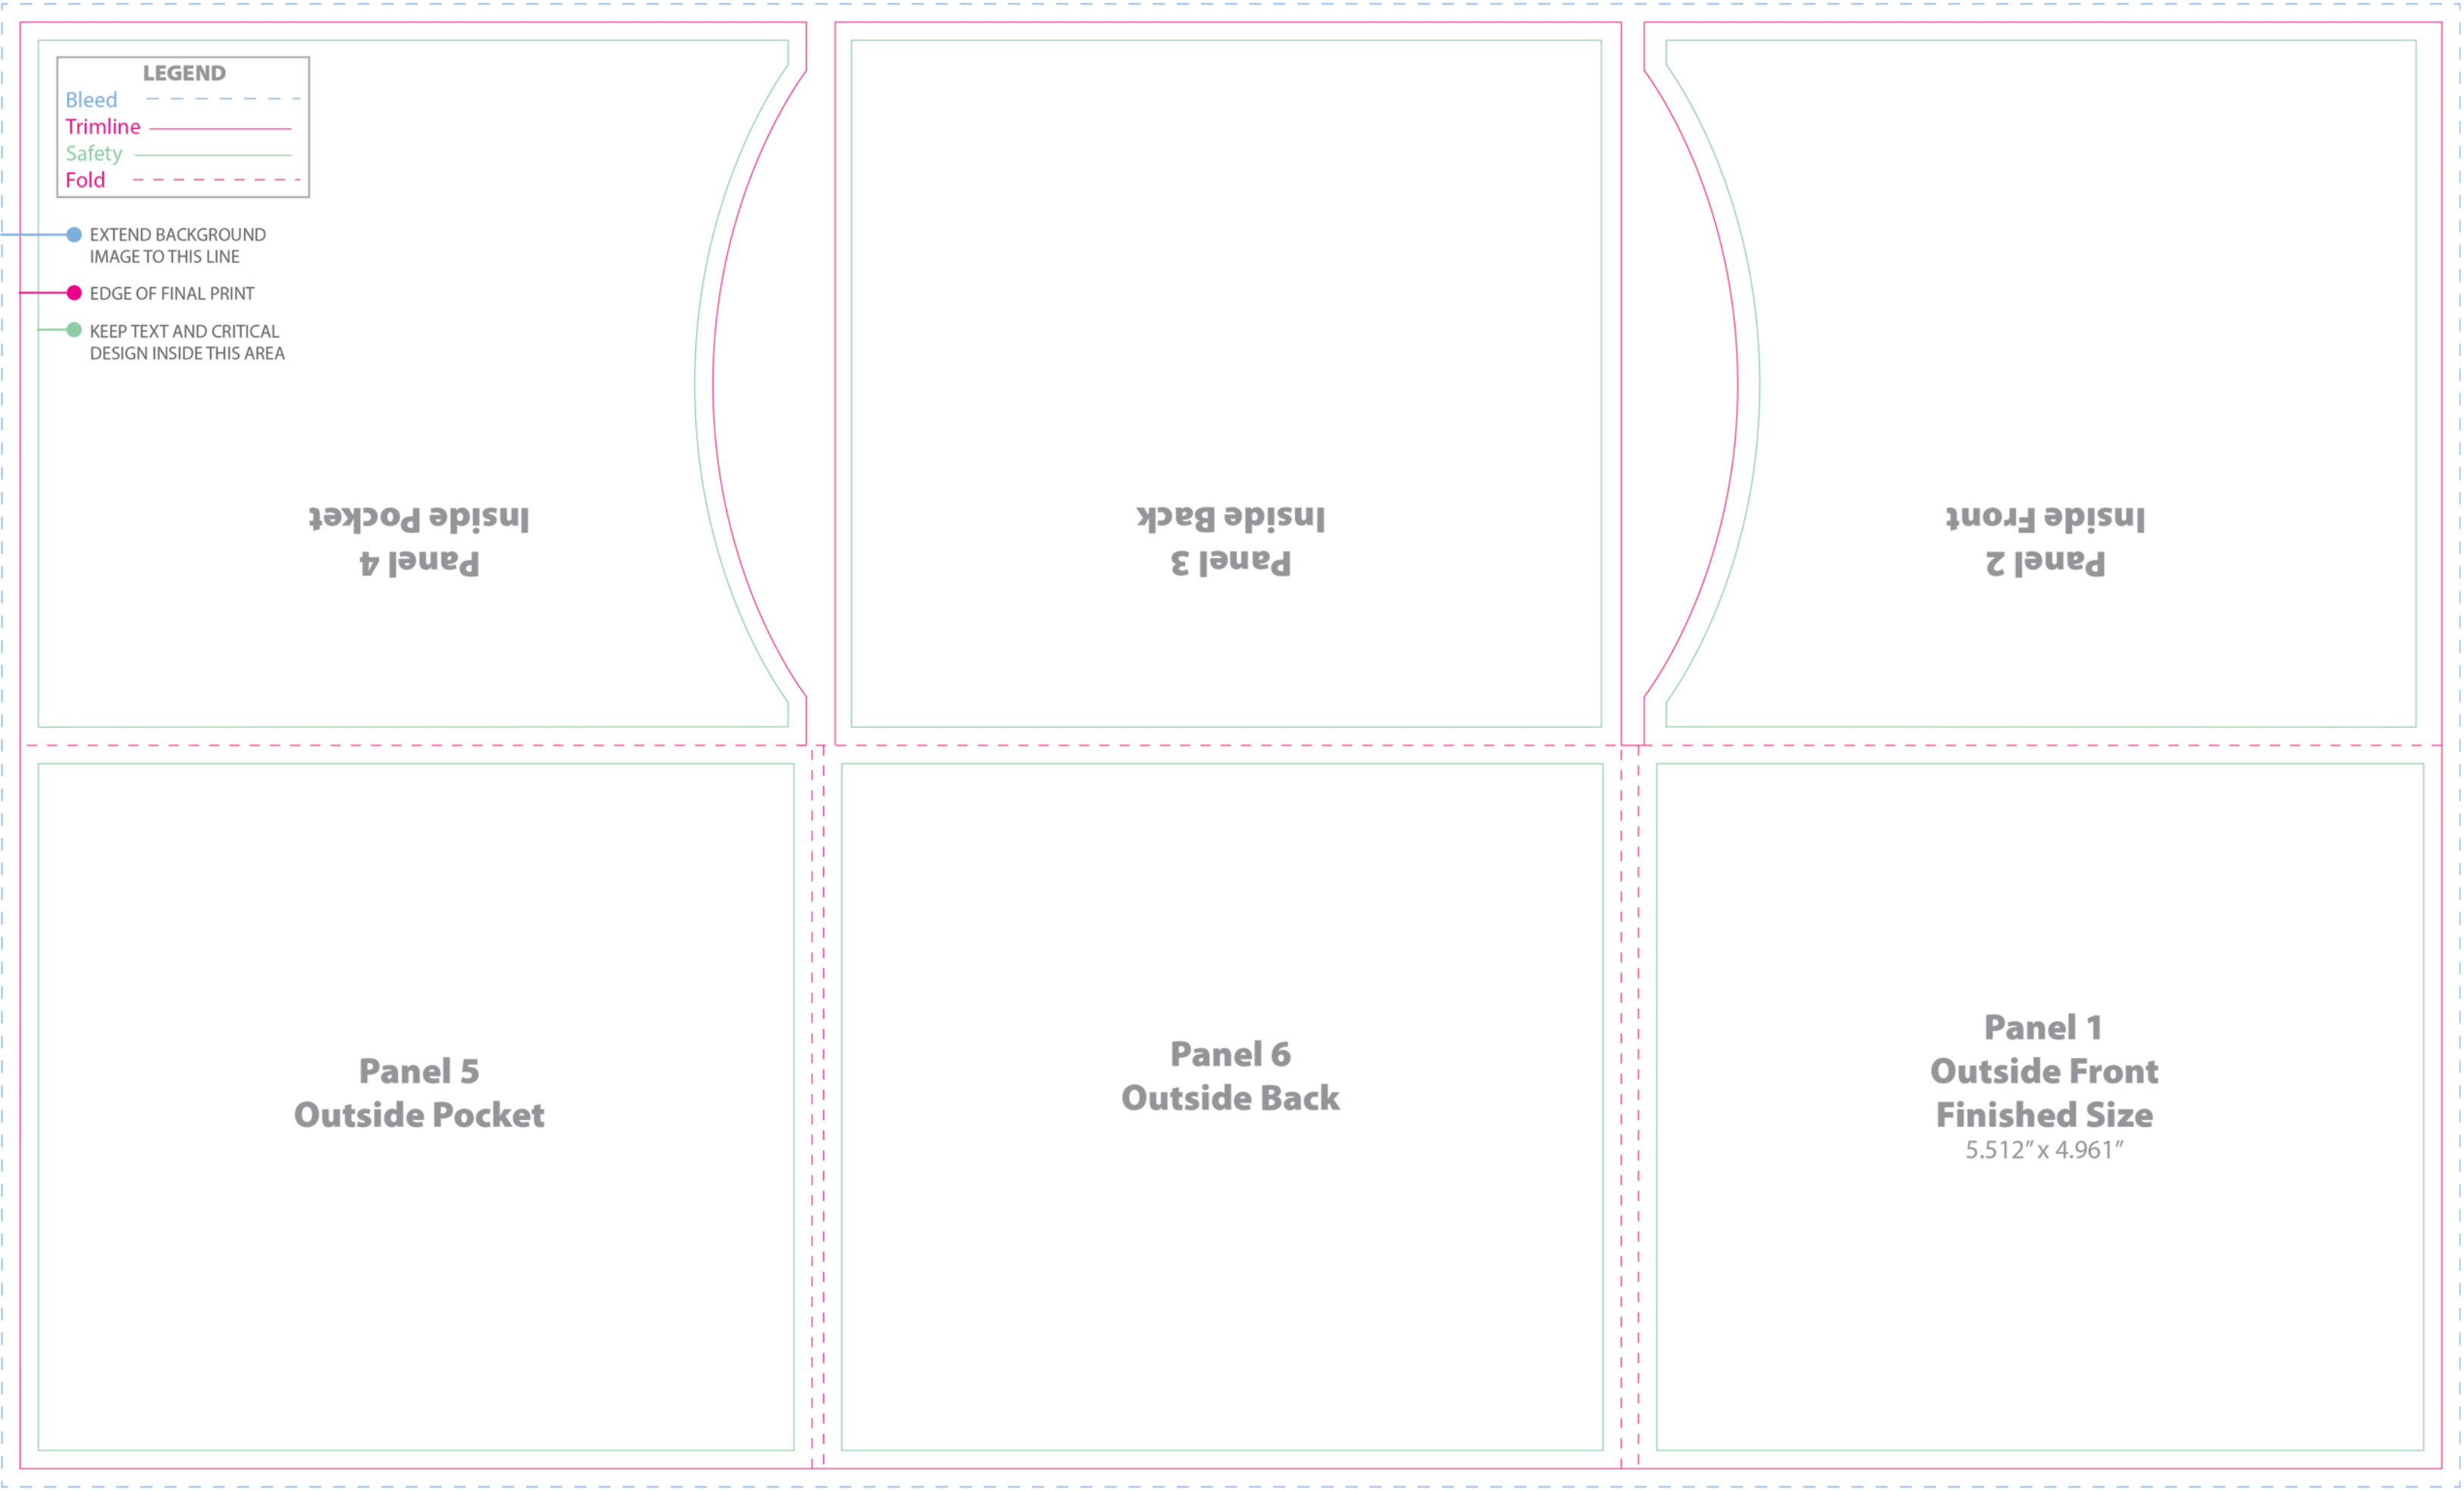 LEGEND
Bleed
Trimline
Safety
Fold
EXTEND BACKGROUND
IMAGE TO THIS LINE
EDGE OF FINAL PRINT
KEEP TEXT AND CRITICAL
DESIGN INSIDE THIS AREA
Panel 4
Inside Pocket
Panel 3
Inside Back
Panel 2
Inside Front
Panel 5
Outside Pocket
Panel 6
Outside Back
Panel 1
Outside Front
Finished Size
5.512” x 4.961”